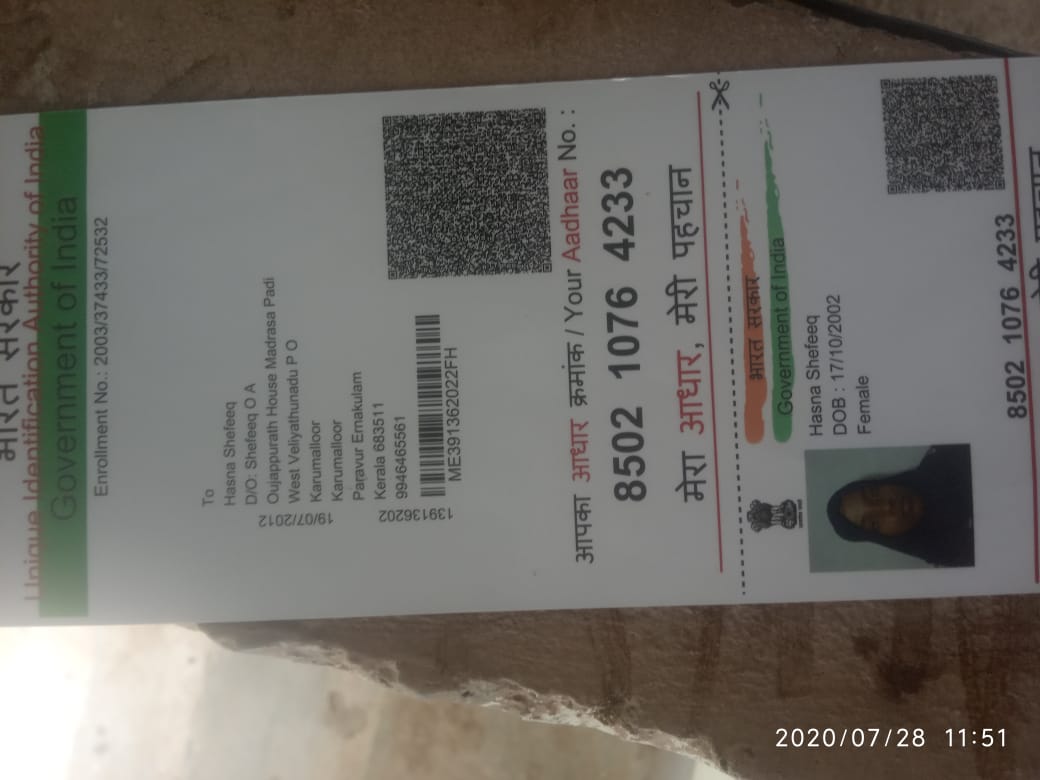 भारत सरकार
Unique Identification Authority of India
Government of India
Enrollment No.: 2003/37433/72532
To
Hasna Shefeeq
D/O: Shefeeq O A
Oujappurath House Madrasa Padi
West Veliyathunadu P O
Karumalloor
Karumalloor
Paravur Ernakulam
Kerala 683511
9946465561
19/07/2012
139136202
ME391362022FH
आपका आधार क्रमांक / Your Aadhaar No. :
8502 1076 4233
मेरा आधार, मेरी पहचान
भारत सरकार
Government of India
Hasna Shefeeq
DOB : 17/10/2002
Female
8502 1076 4233
2020/07/28 11:51